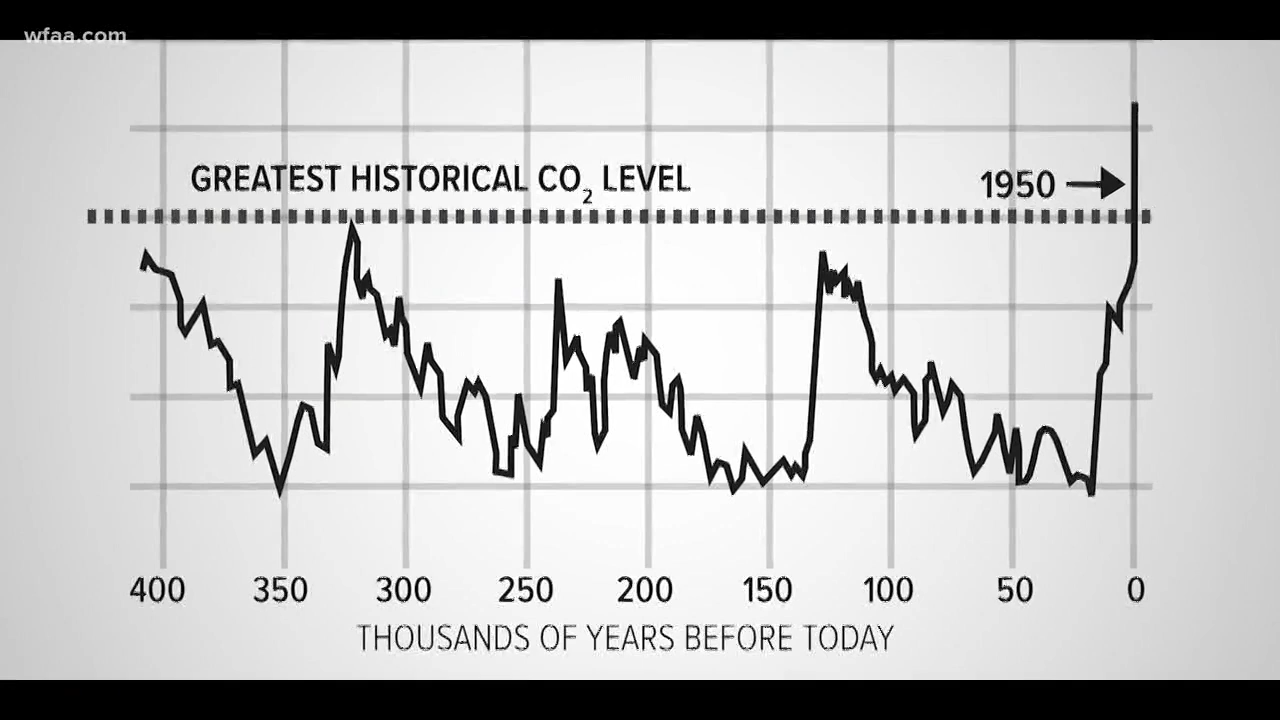 wfaa.com
GREATEST HISTORICAL CO₂ LEVEL
1950
400 350 300 250 200 150 100 50 0
THOUSANDS OF YEARS BEFORE TODAY